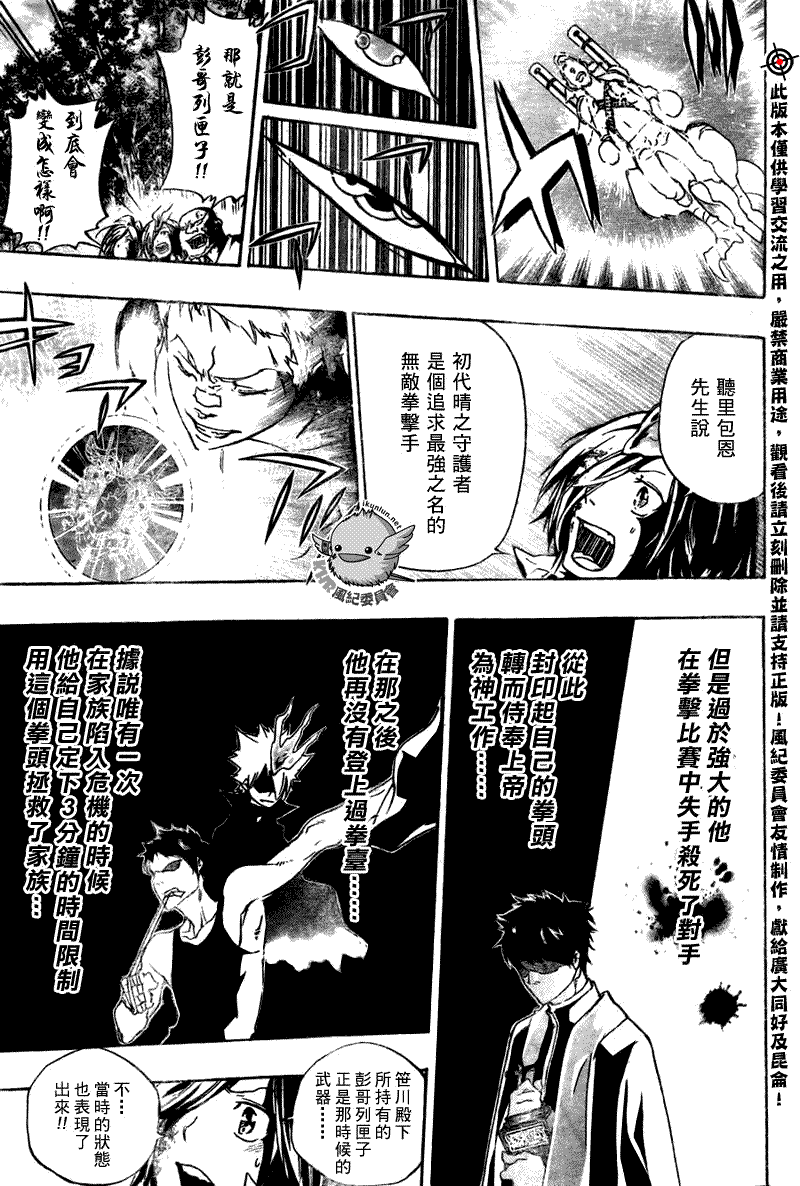 那就是
彭哥列匣子!!
到底會
變成怎樣啊!!
聽里包恩
先生說
初代晴之守護者
是個追求最強之名的
無敵拳擊手
ikunlun.net
風紀委員會
但是過於強大的他
在拳擊比賽中失手殺死了對手
從此
封印起自己的拳頭
轉而侍奉上帝
為神工作……
在那之後
他再沒有登上過拳臺……
據說唯有一次
在家族陷入危機的時候
他給自己定下3分鐘的時間限制
用這個拳頭拯救了家族…
笹川殿下
所持有的
彭哥列匣子
正是那時候的
武器……
不……
當時的狀態
也表現了
出來!!
此版本僅供學習交流之用，嚴禁商業用途，觀看後請立刻刪除並請支持正版！風紀委員會友情制作，獻給廣大同好及昆侖！